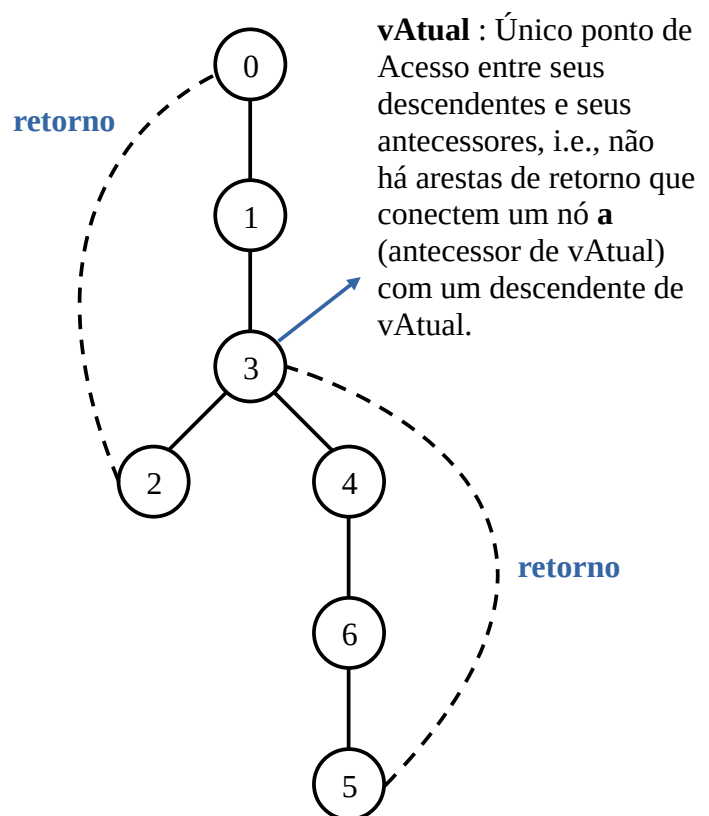 vAtual : Único ponto de
Acesso entre seus
descendentes e seus
antecessores, i.e., não
há arestas de retorno que
conectem um nó a
(antecessor de vAtual)
com um descendente de
vAtual.
0
retorno
1
3
2
4
retorno
6
5